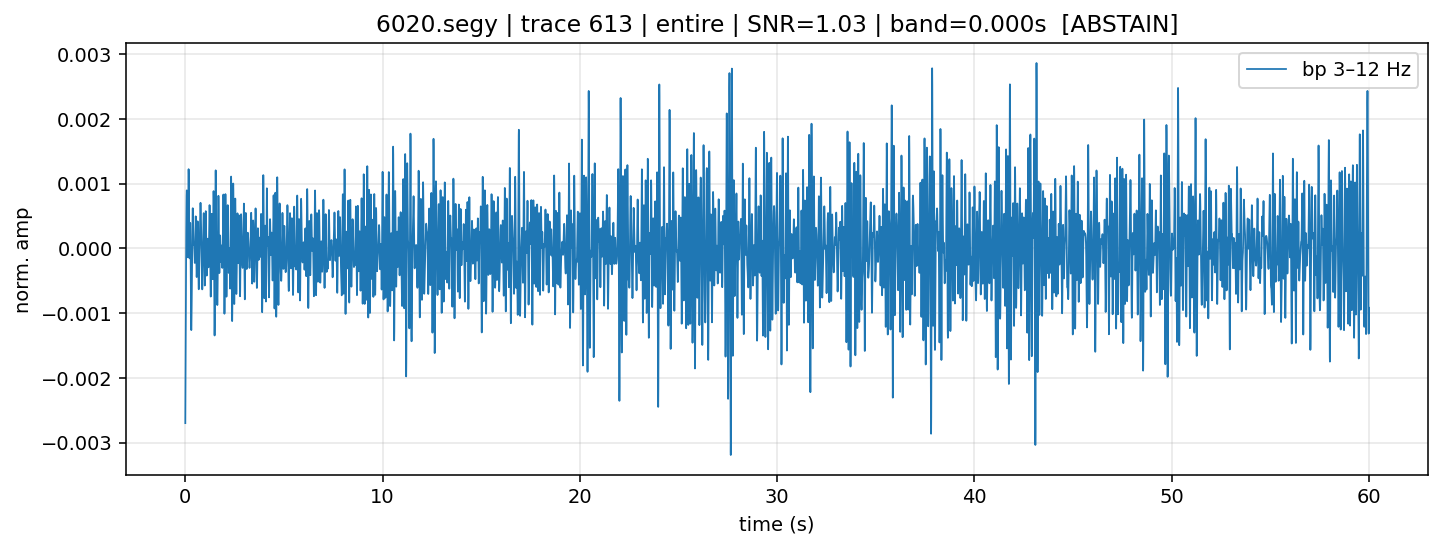 6020.segy | trace 613 | entire | SNR=1.03 | band=0.000s [ABSTAIN]
bp 3–12 Hz
norm. amp
0.003
0.002
0.001
0.000
−0.001
−0.002
−0.003
0 10 20 30 40 50 60
time (s)